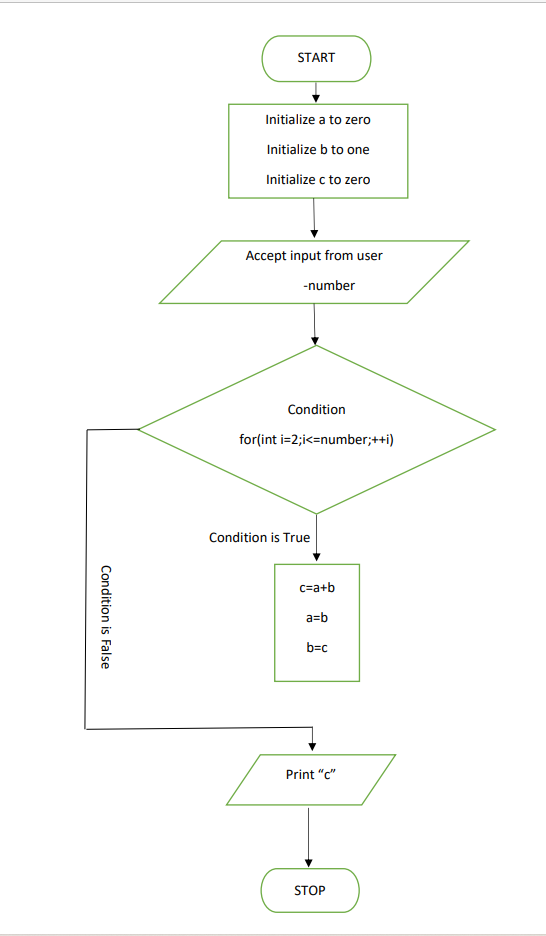 START
Initialize a to zero
Initialize b to one
Initialize c to zero
Accept input from user
-number
Condition
for(int i=2;i<=number;++i)
Condition is True
c=a+b
a=b
b=c
Condition is False
Print “c”
STOP